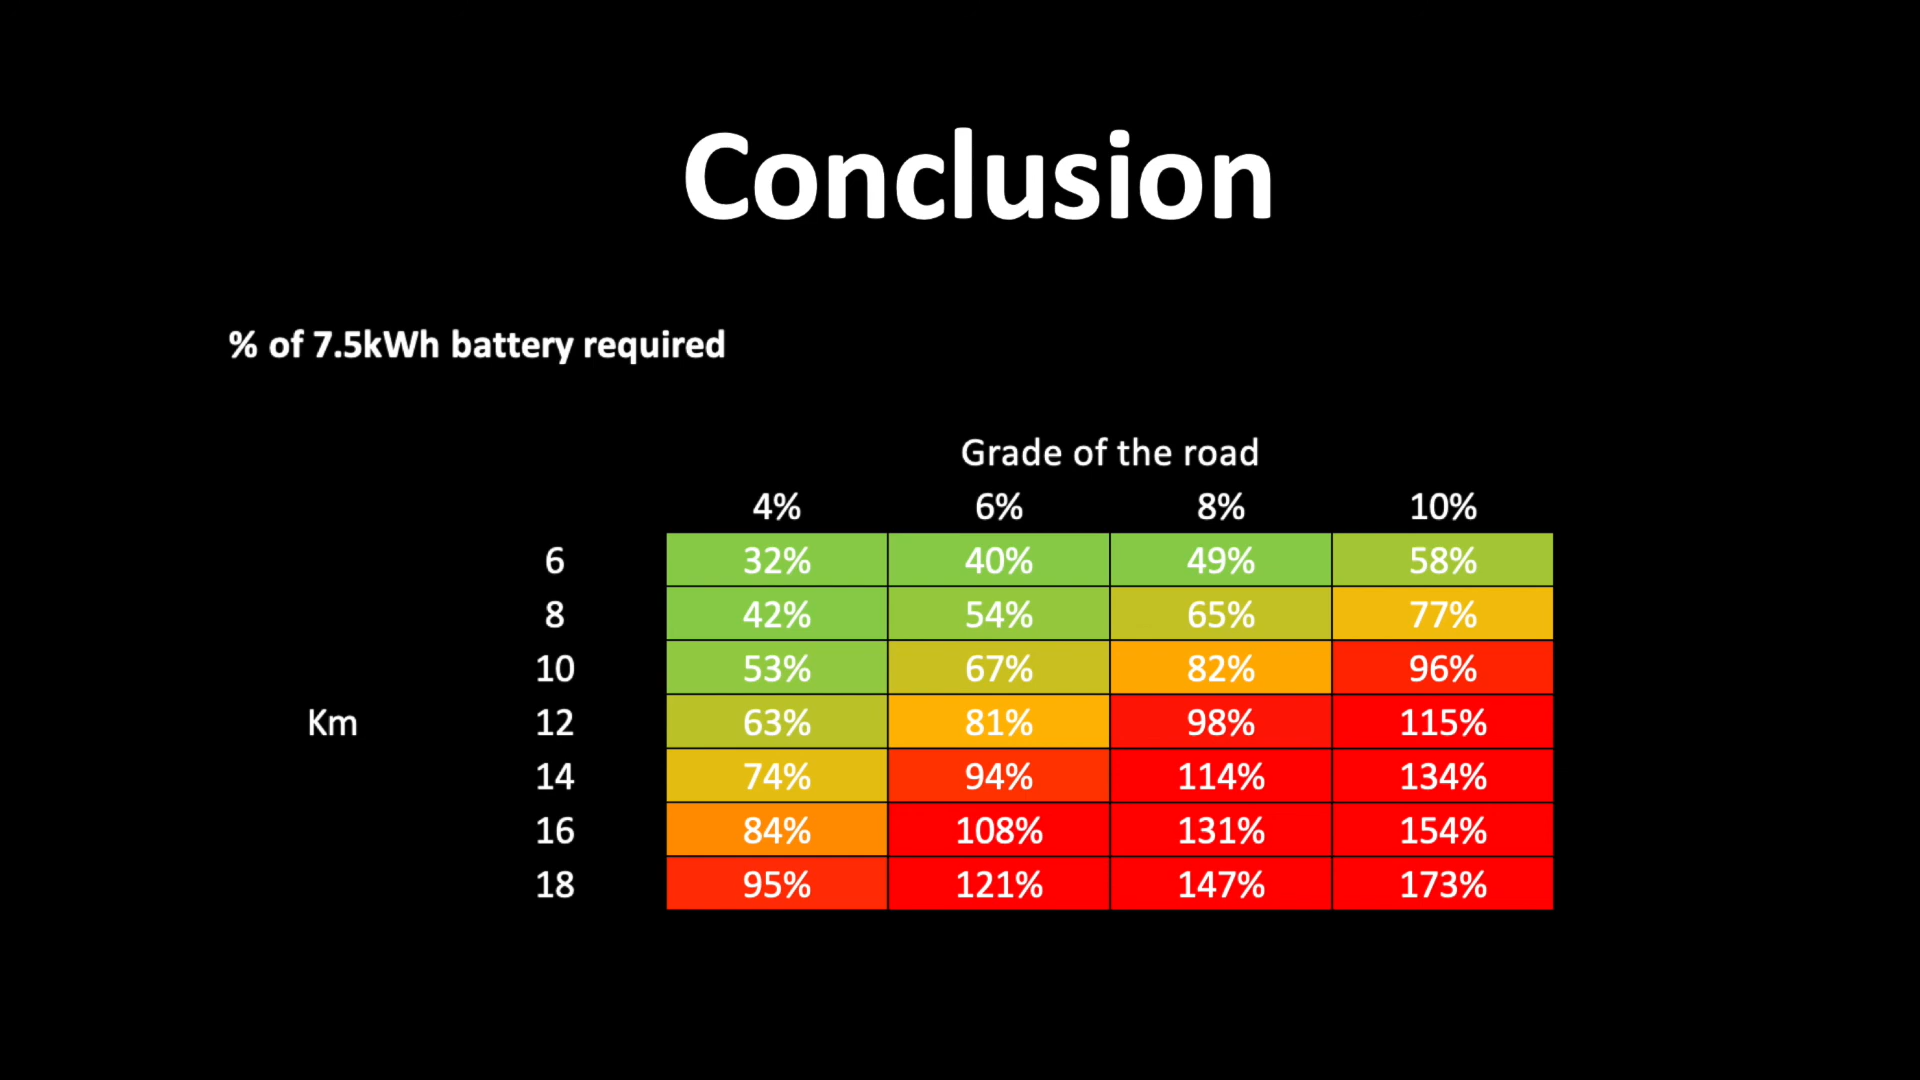 Conclusion
% of 7.5kWh battery required
Grade of the road
4% 6% 8% 10%
6 32% 40% 49% 58%
8 42% 54% 65% 77%
10 53% 67% 82% 96%
Km 12 63% 81% 98% 115%
14 74% 94% 114% 134%
16 84% 108% 131% 154%
18 95% 121% 147% 173%